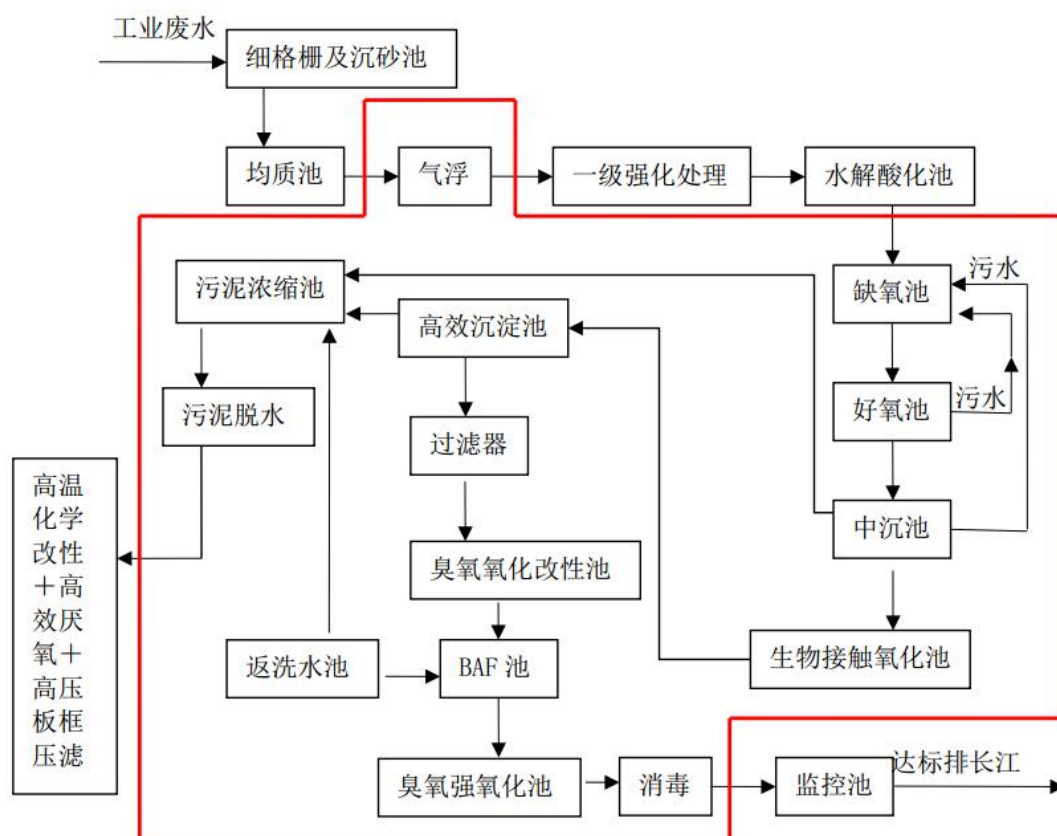 工业废水
细格栅及沉砂池
均质池
气浮
一级强化处理
水解酸化池
污泥浓缩池
高效沉淀池
缺氧池
污水
污泥脱水
过滤器
好氧池
污水
高温
化学
改性
＋高
效厌
氧＋
高压
板框
压滤
中沉池
臭氧氧化改性池
返洗水池
BAF 池
生物接触氧化池
臭氧强氧化池
消毒
监控池
达标排长江